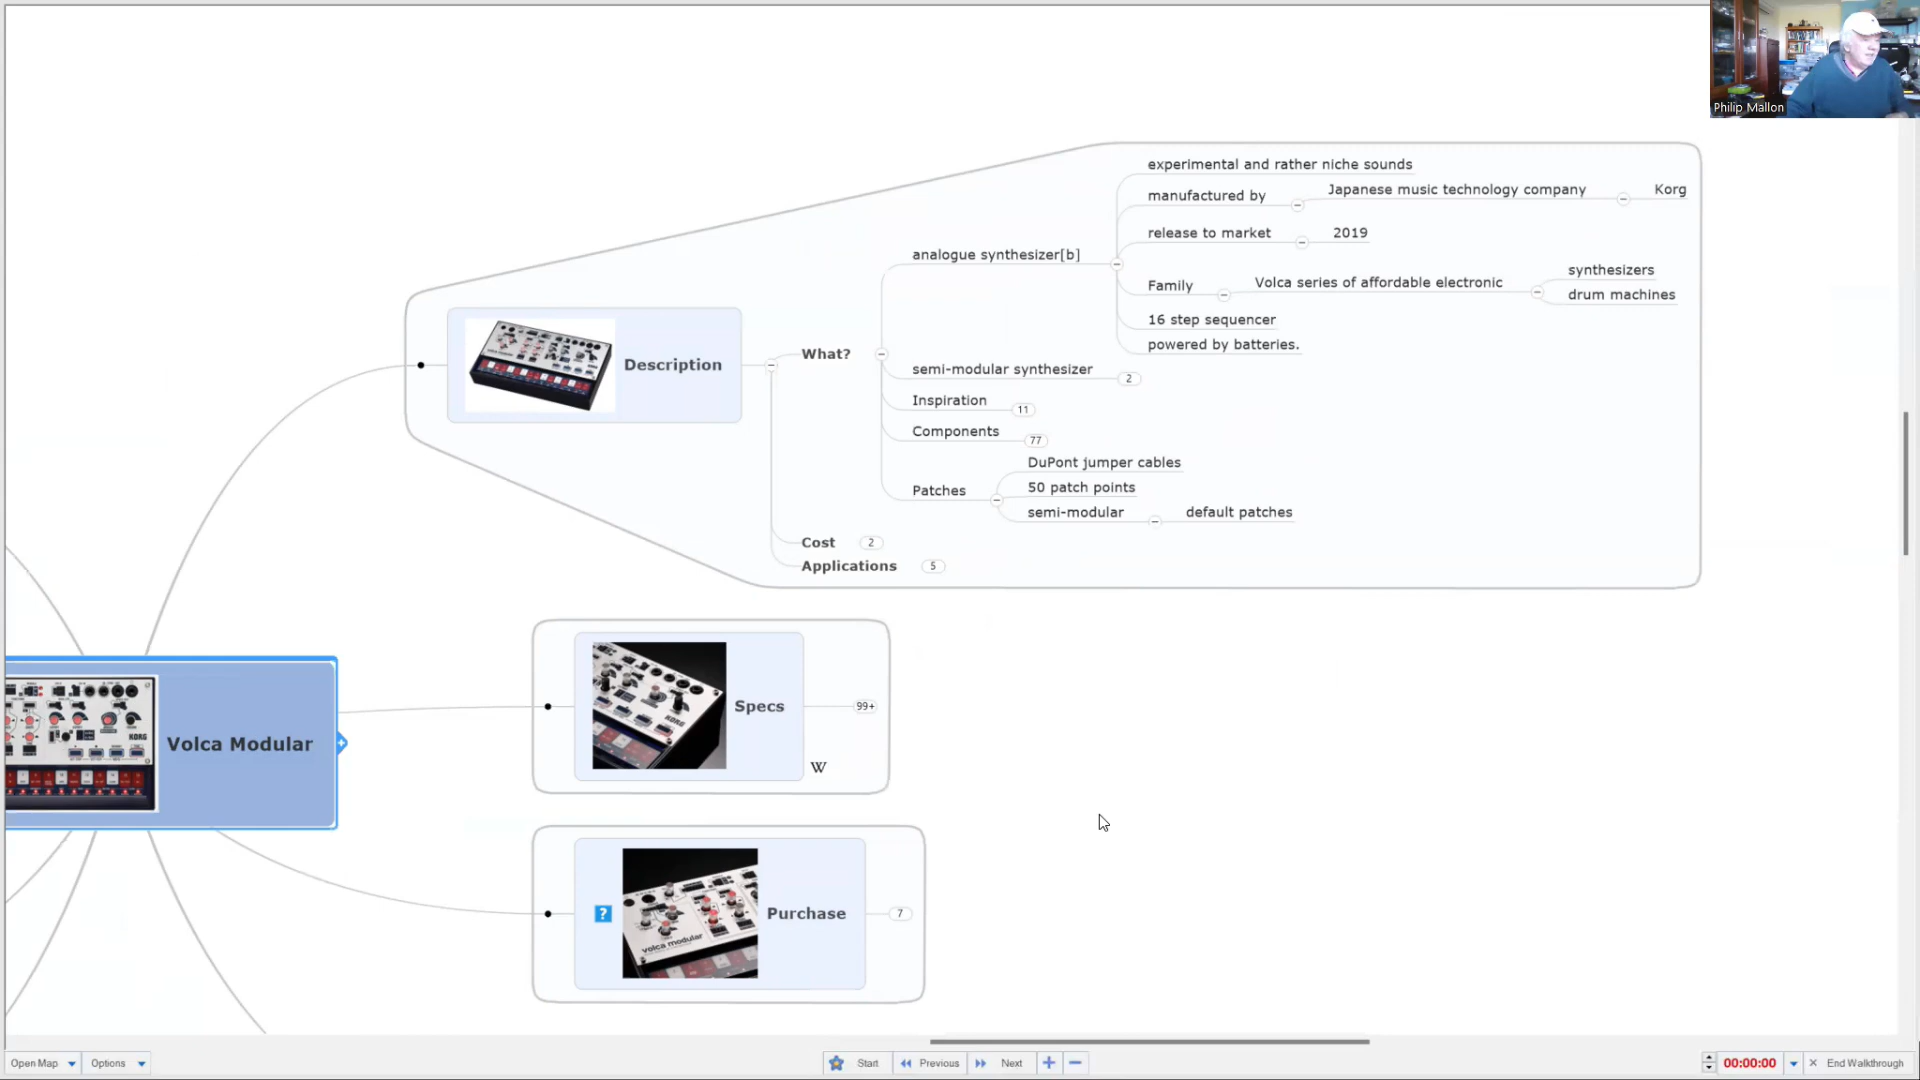 Philip Mallon
experimental and rather niche sounds
manufactured by
Japanese music technology company
Korg
release to market
2019
analogue synthesizer[b]
Family
Volca series of affordable electronic
synthesizers
drum machines
16 step sequencer
powered by batteries.
What?
Description
semi-modular synthesizer
2
Inspiration
11
Components
77
Patches
DuPont jumper cables
50 patch points
semi-modular
default patches
Cost
2
Applications
5
KORG
Specs
99+
W
KORG
Volca Modular
?
volca modular
Purchase
7
Open Map
Options
Start
Previous
Next
00:00:00
End Walkthrough